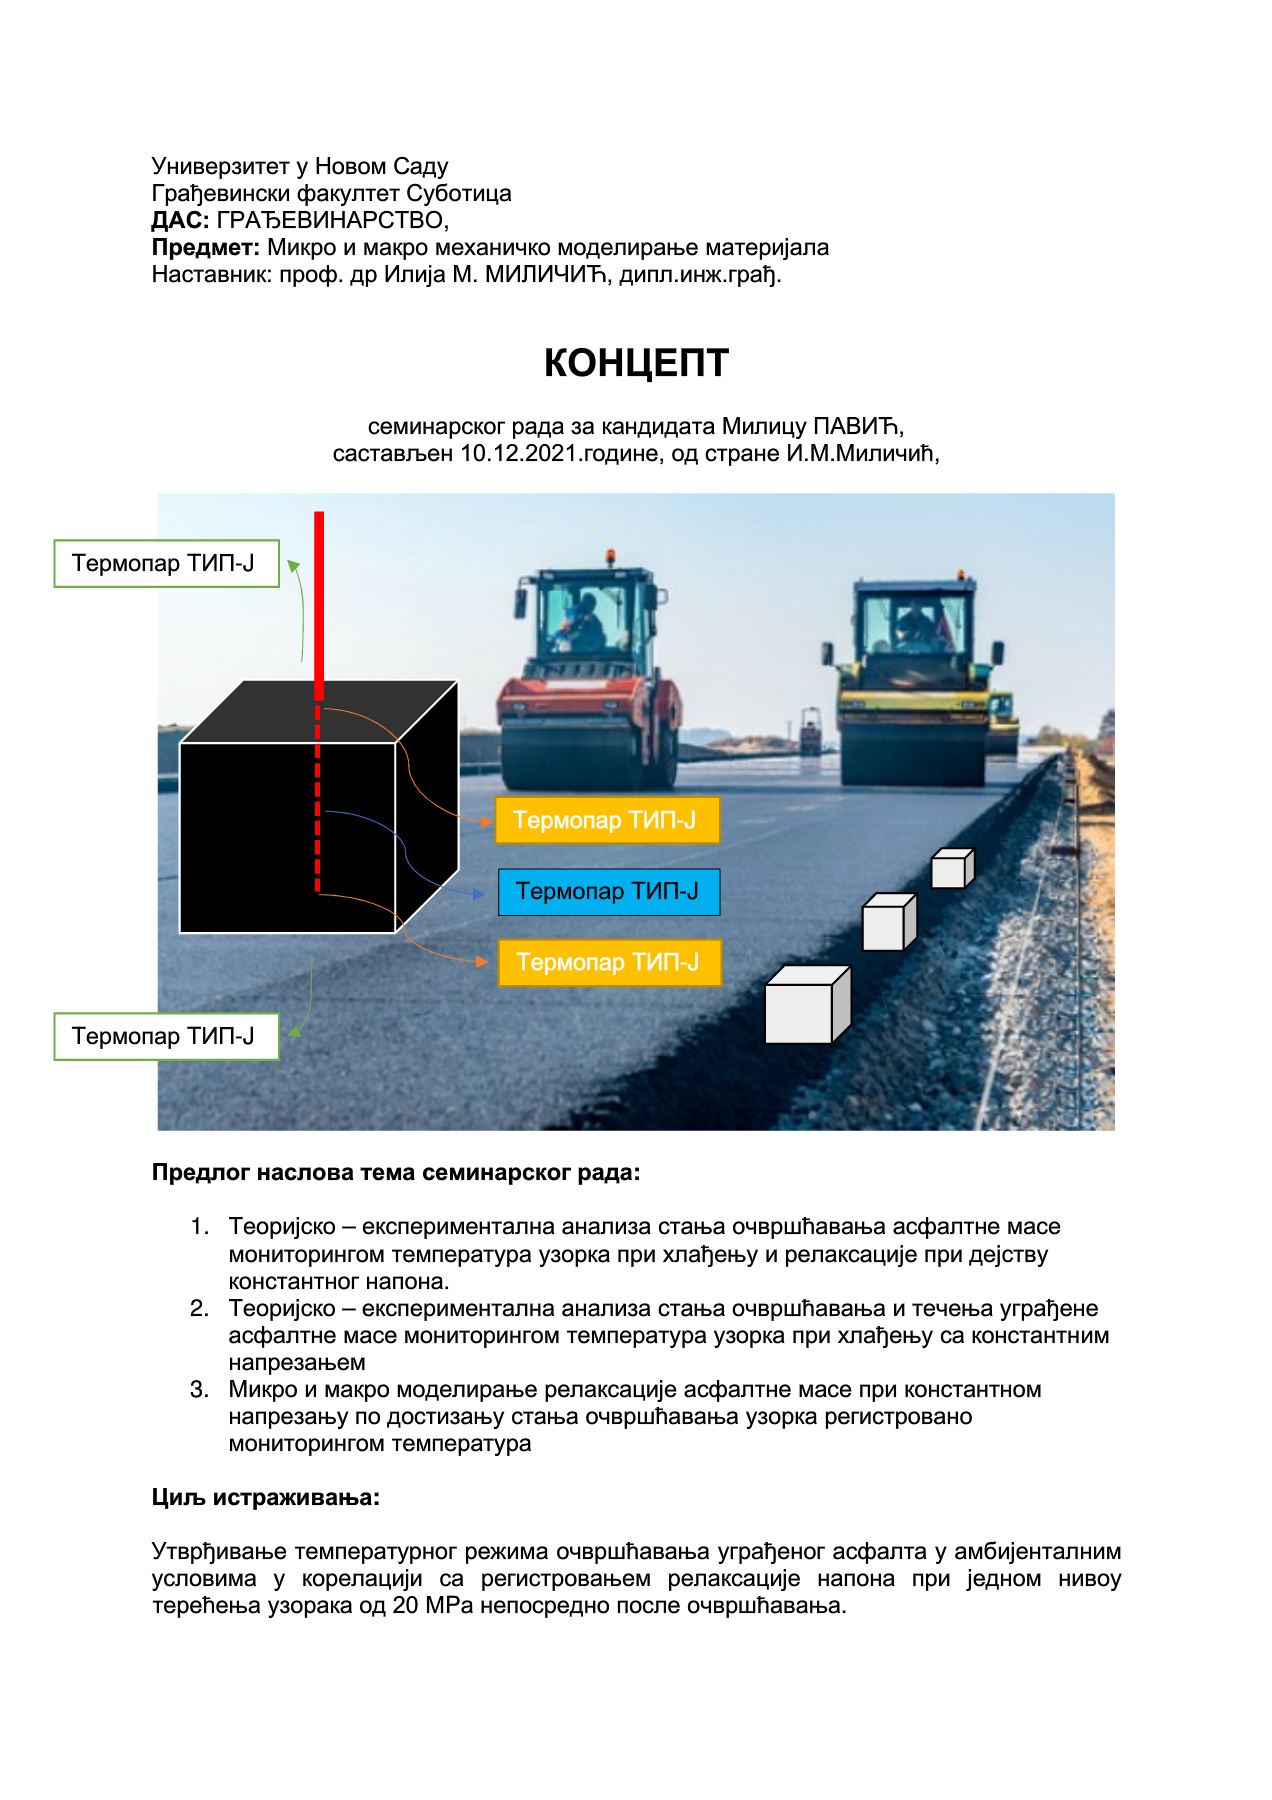 Универзитет у Новом Саду
Грађевински факултет Суботица
ДАС: ГРАЂЕВИНАРСТВО,
Предмет: Микро и макро механичко моделирање материјала
Наставник: проф. др Илија М. МИЛИЧИЋ, дипл.инж.грађ.
КОНЦЕПТ
семинарског рада за кандидата Милицу ПАВИЋ,
састављен 10.12.2021.године, од стране И.М.Миличић,
Термопар ТИП-Ј
Термопар ТИП-Ј
Термопар ТИП-Ј
Термопар ТИП-Ј
Термопар ТИП-Ј
Предлог наслова тема семинарског рада:
1. Теоријско – експериментална анализа стања очвршћавања асфалтне масе
мониторингом температура узорка при хлађењу и релаксације при дејству
константног напона.
2. Теоријско – експериментална анализа стања очвршћавања и течења уграђене
асфалтне масе мониторингом температура узорка при хлађењу са константним
напрезањем
3. Микро и макро моделирање релаксације асфалтне масе при константном
напрезању по достизању стања очвршћавања узорка регистровано
мониторингом температура
Циљ истраживања:
Утврђивање температурног режима очвршћавања уграђеног асфалта у амбијенталним
условима у корелацији са регистровањем релаксације напона при једном нивоу
терећења узорака од 20 МРа непосредно после очвршћавања.